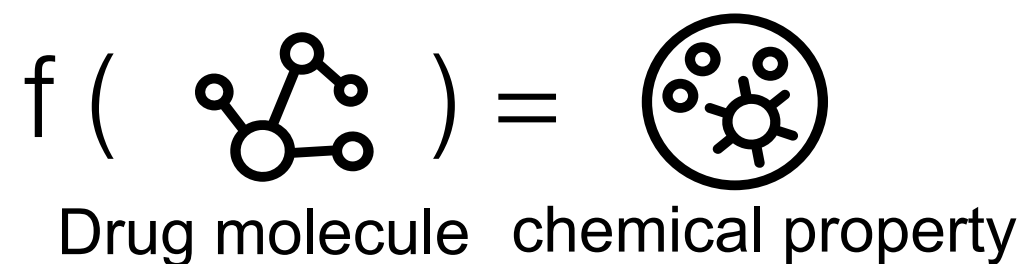 f ( ) =
Drug molecule chemical property